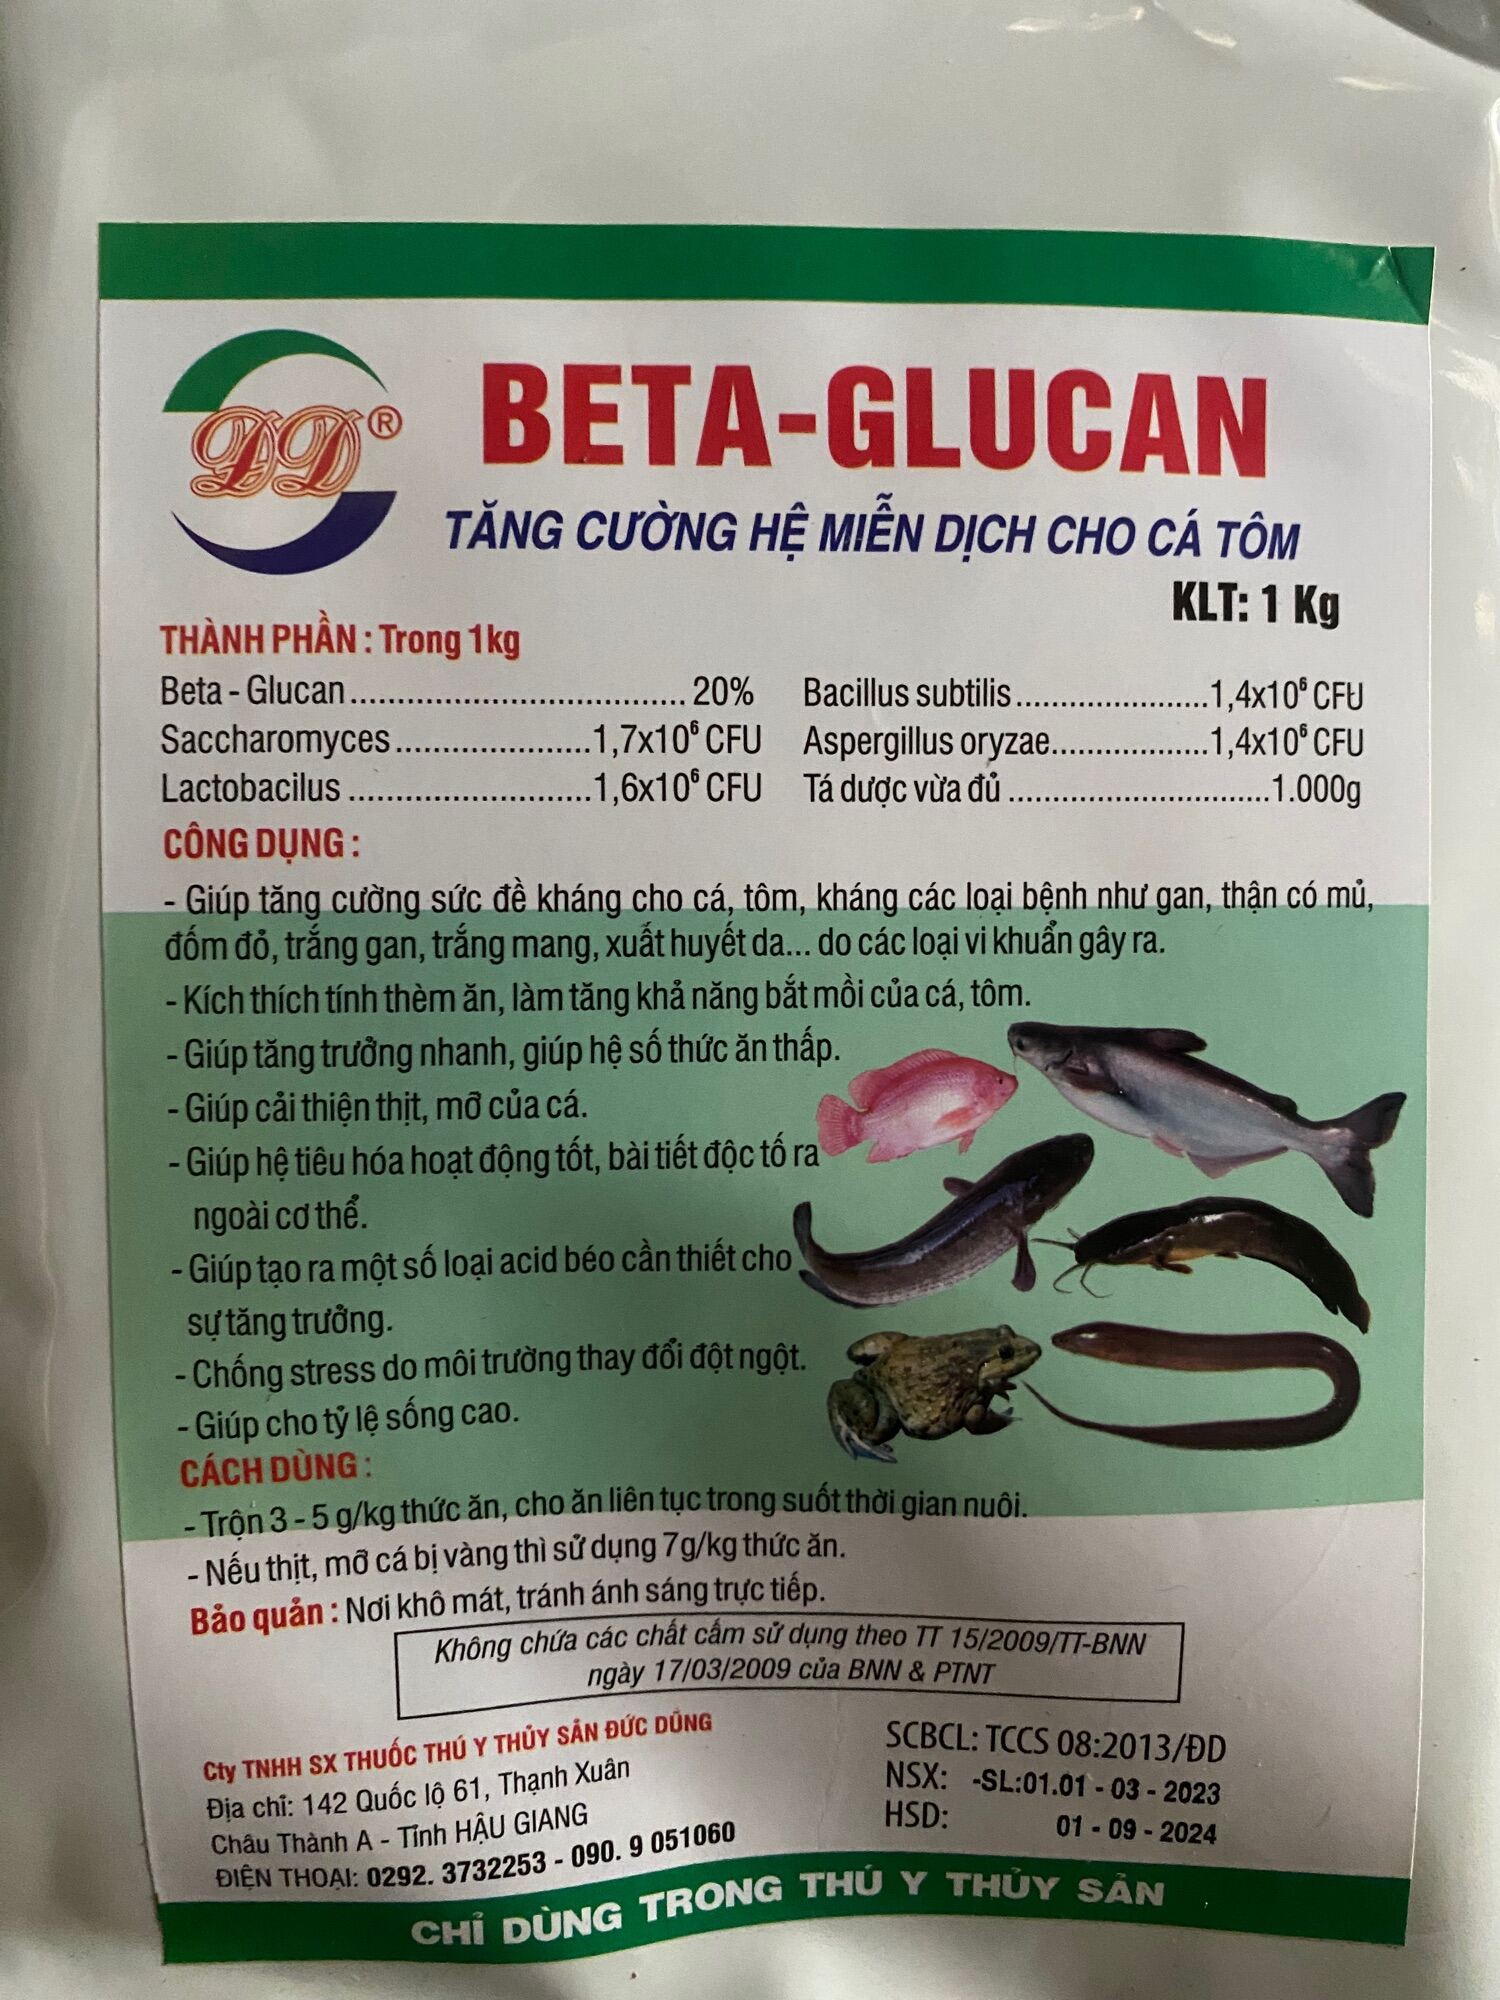 ĐD®
BETA-GLUCAN
TĂNG CƯỜNG HỆ MIỄN DỊCH CHO CÁ TÔM
KLT: 1 Kg
THÀNH PHẦN : Trong 1kg
Beta - Glucan.................................. 20%
Saccharomyces.....................1,7x10⁶ CFU
Lactobacilus .........................1,6x10⁶ CFU
Bacillus subtilis.....................1,4x10⁶ CFU
Aspergillus oryzae.................1,4x10⁶ CFU
Tá dược vừa đủ ...........................1.000g
CÔNG DỤNG :
- Giúp tăng cường sức đề kháng cho cá, tôm, kháng các loại bệnh như gan, thận có mủ,
đốm đỏ, trắng gan, trắng mang, xuất huyết da... do các loại vi khuẩn gây ra.
- Kích thích tính thèm ăn, làm tăng khả năng bắt mồi của cá, tôm.
- Giúp tăng trưởng nhanh, giúp hệ số thức ăn thấp.
- Giúp cải thiện thịt, mỡ của cá.
- Giúp hệ tiêu hóa hoạt động tốt, bài tiết độc tố ra
ngoài cơ thể.
- Giúp tạo ra một số loại acid béo cần thiết cho
sự tăng trưởng.
- Chống stress do môi trường thay đổi đột ngột.
- Giúp cho tỷ lệ sống cao.
CÁCH DÙNG :
- Trộn 3 - 5 g/kg thức ăn, cho ăn liên tục trong suốt thời gian nuôi.
- Nếu thịt, mỡ cá bị vàng thì sử dụng 7g/kg thức ăn.
Bảo quản : Nơi khô mát, tránh ánh sáng trực tiếp.
Không chứa các chất cấm sử dụng theo TT 15/2009/TT-BNN
ngày 17/03/2009 của BNN & PTNT
Cty TNHH SX THUỐC THÚ Y THỦY SẢN ĐỨC DŨNG
Địa chỉ: 142 Quốc lộ 61, Thạnh Xuân
Châu Thành A - Tỉnh HẬU GIANG
ĐIỆN THOẠI: 0292. 3732253 - 090. 9 051060
SCBCL: TCCS 08:2013/ĐD
NSX: -SL:01.01 - 03 - 2023
HSD: 01 - 09 - 2024
CHỈ DÙNG TRONG THÚ Y THỦY SẢN